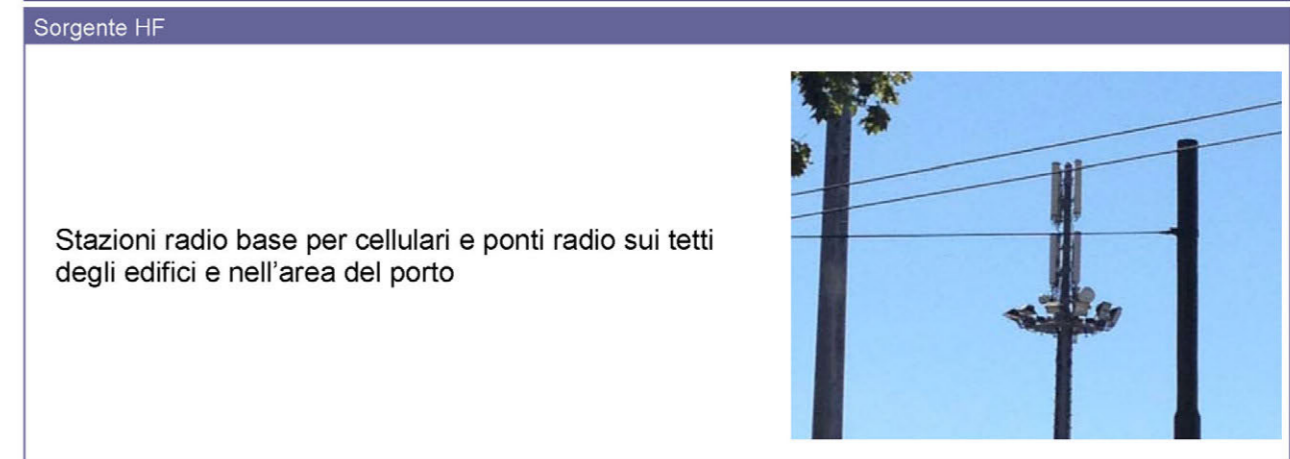 Sorgente HF
Stazioni radio base per cellulari e ponti radio sui tetti
degli edifici e nell'area del porto